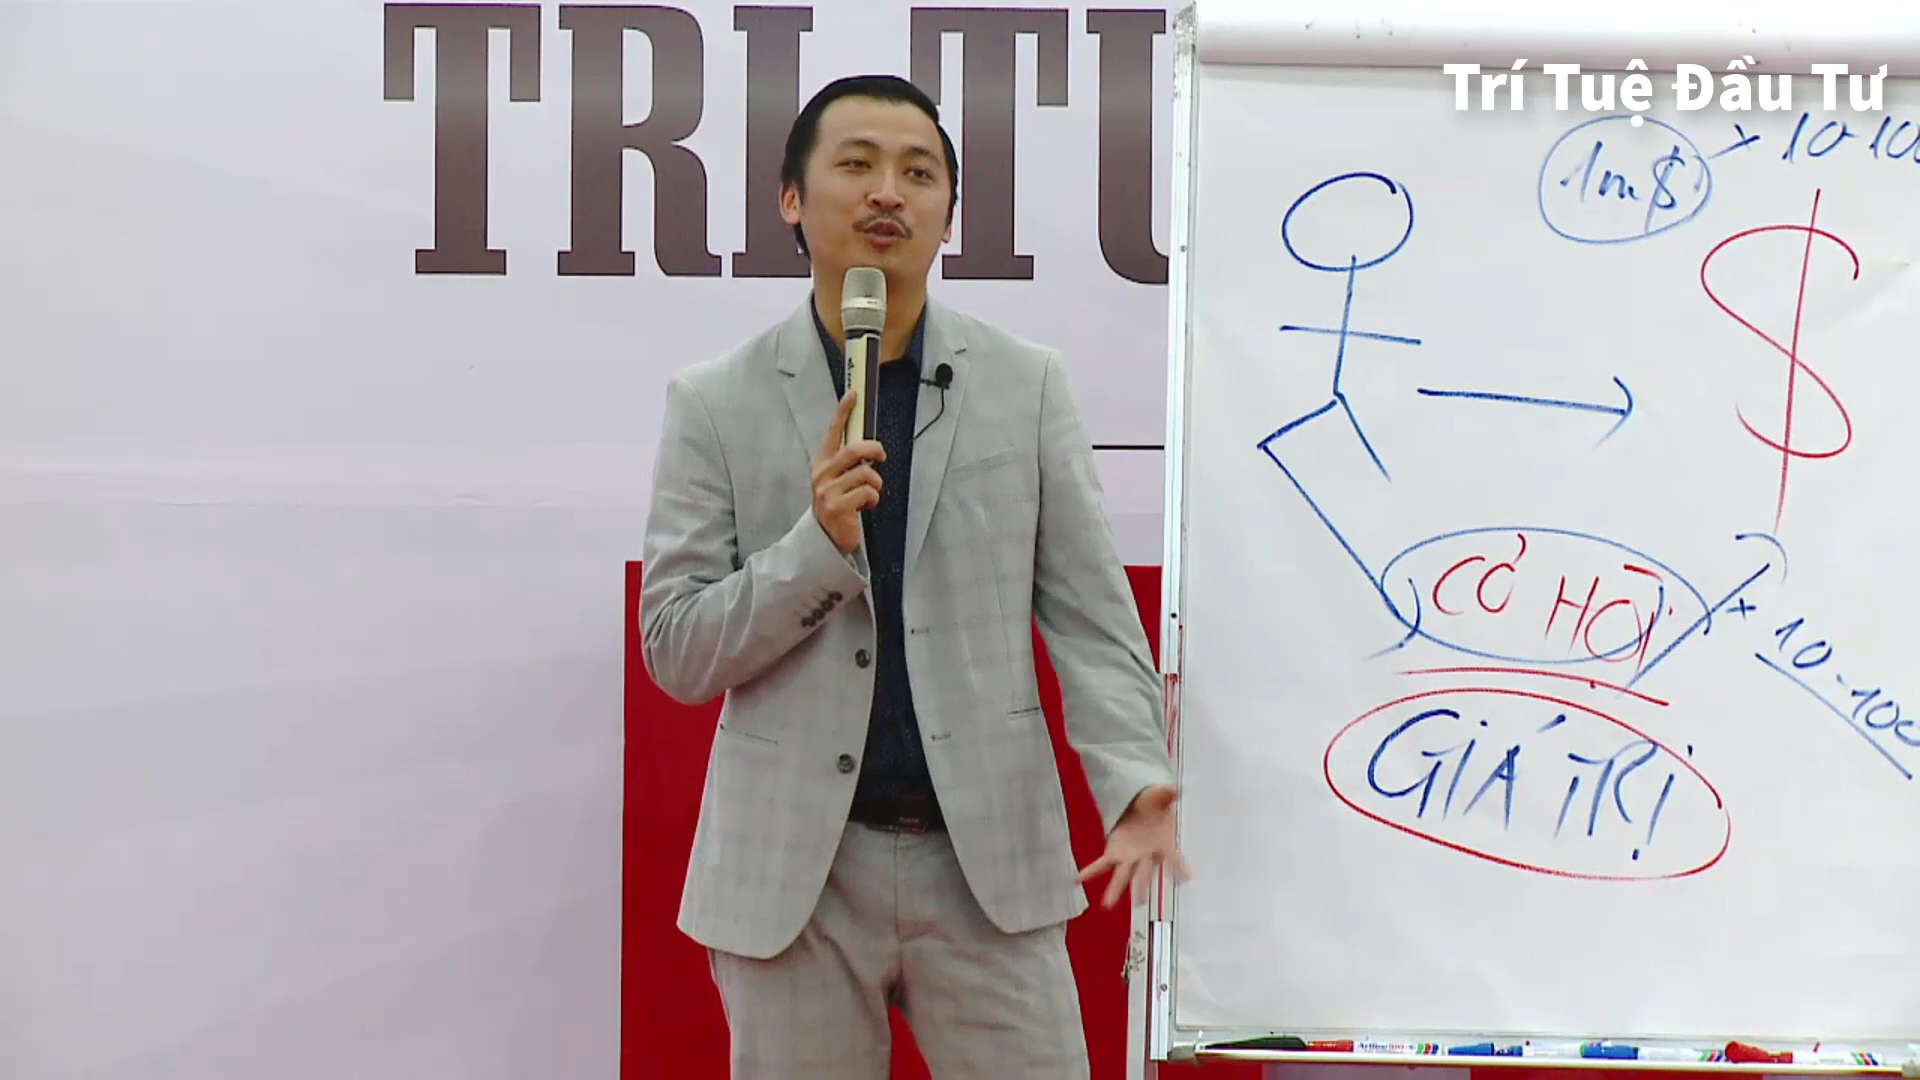 TRI TU
Trí Tuệ Đầu Tư
1m$ × 10-100
$
CƠ HỘI
× 10-100
GIÁ TRỊ